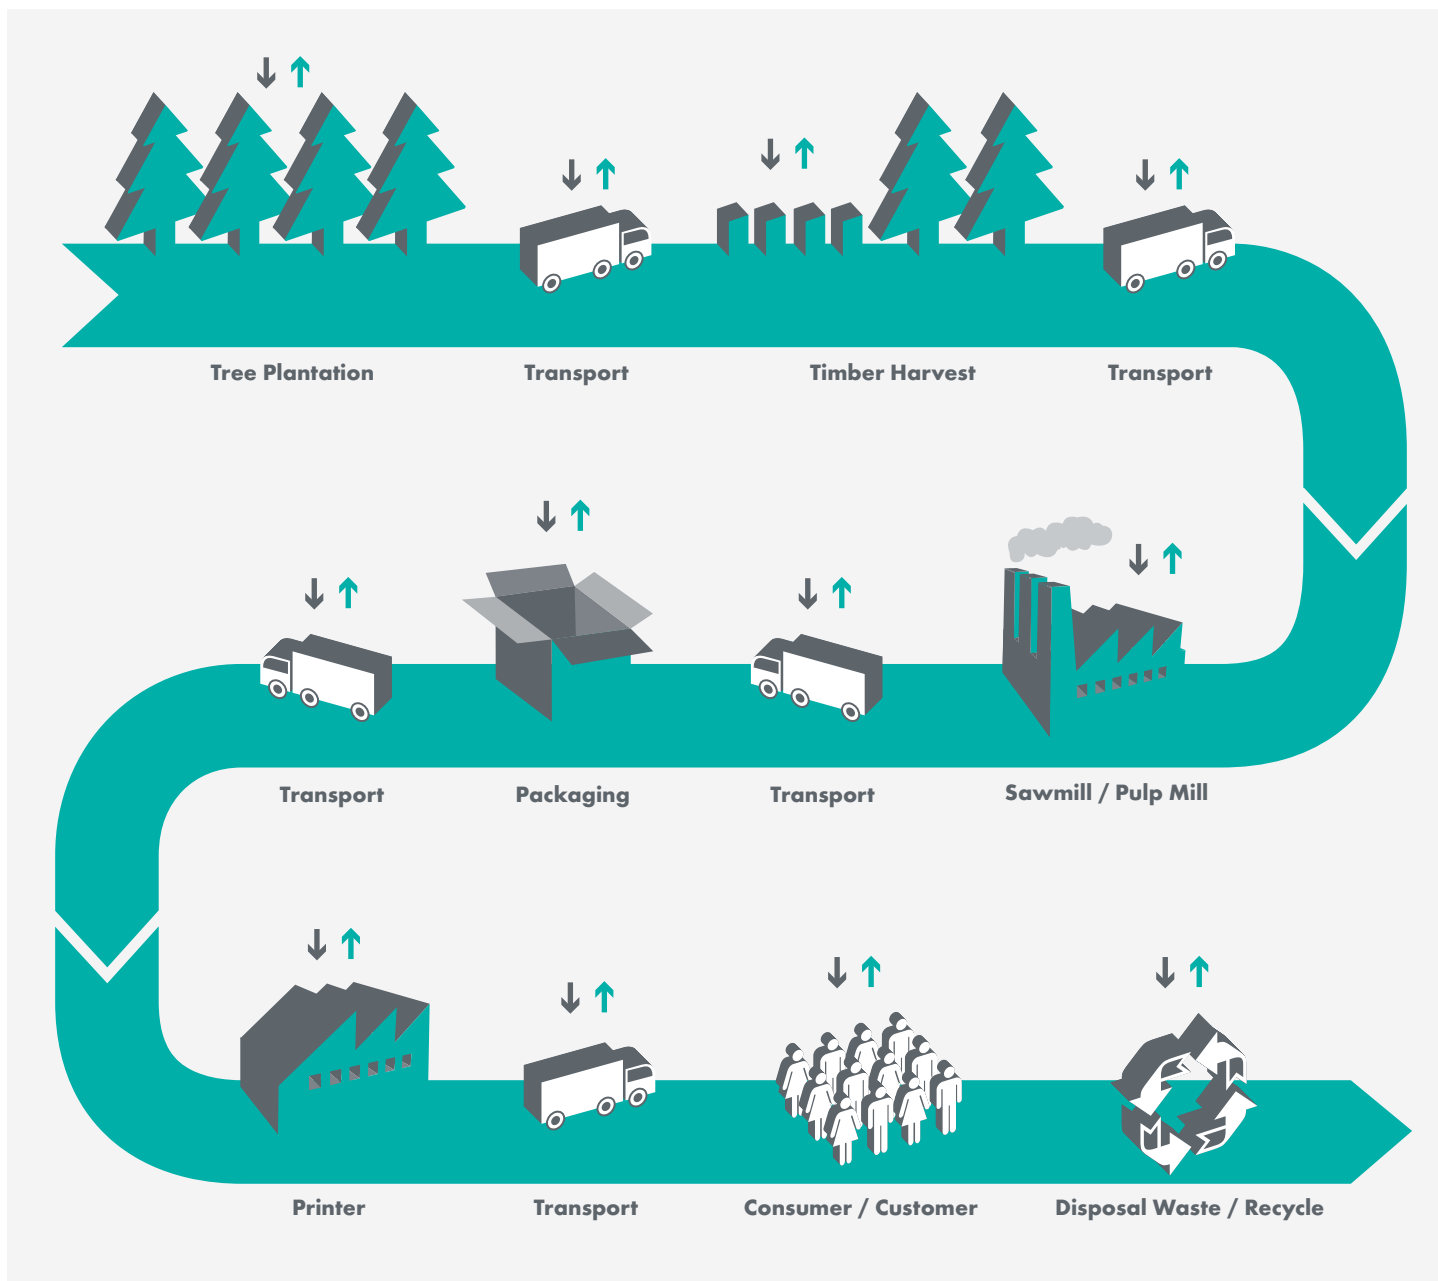 Tree Plantation
Transport
Timber Harvest
Transport
Transport
Packaging
Transport
Sawmill / Pulp Mill
Printer
Transport
Consumer / Customer
Disposal Waste / Recycle